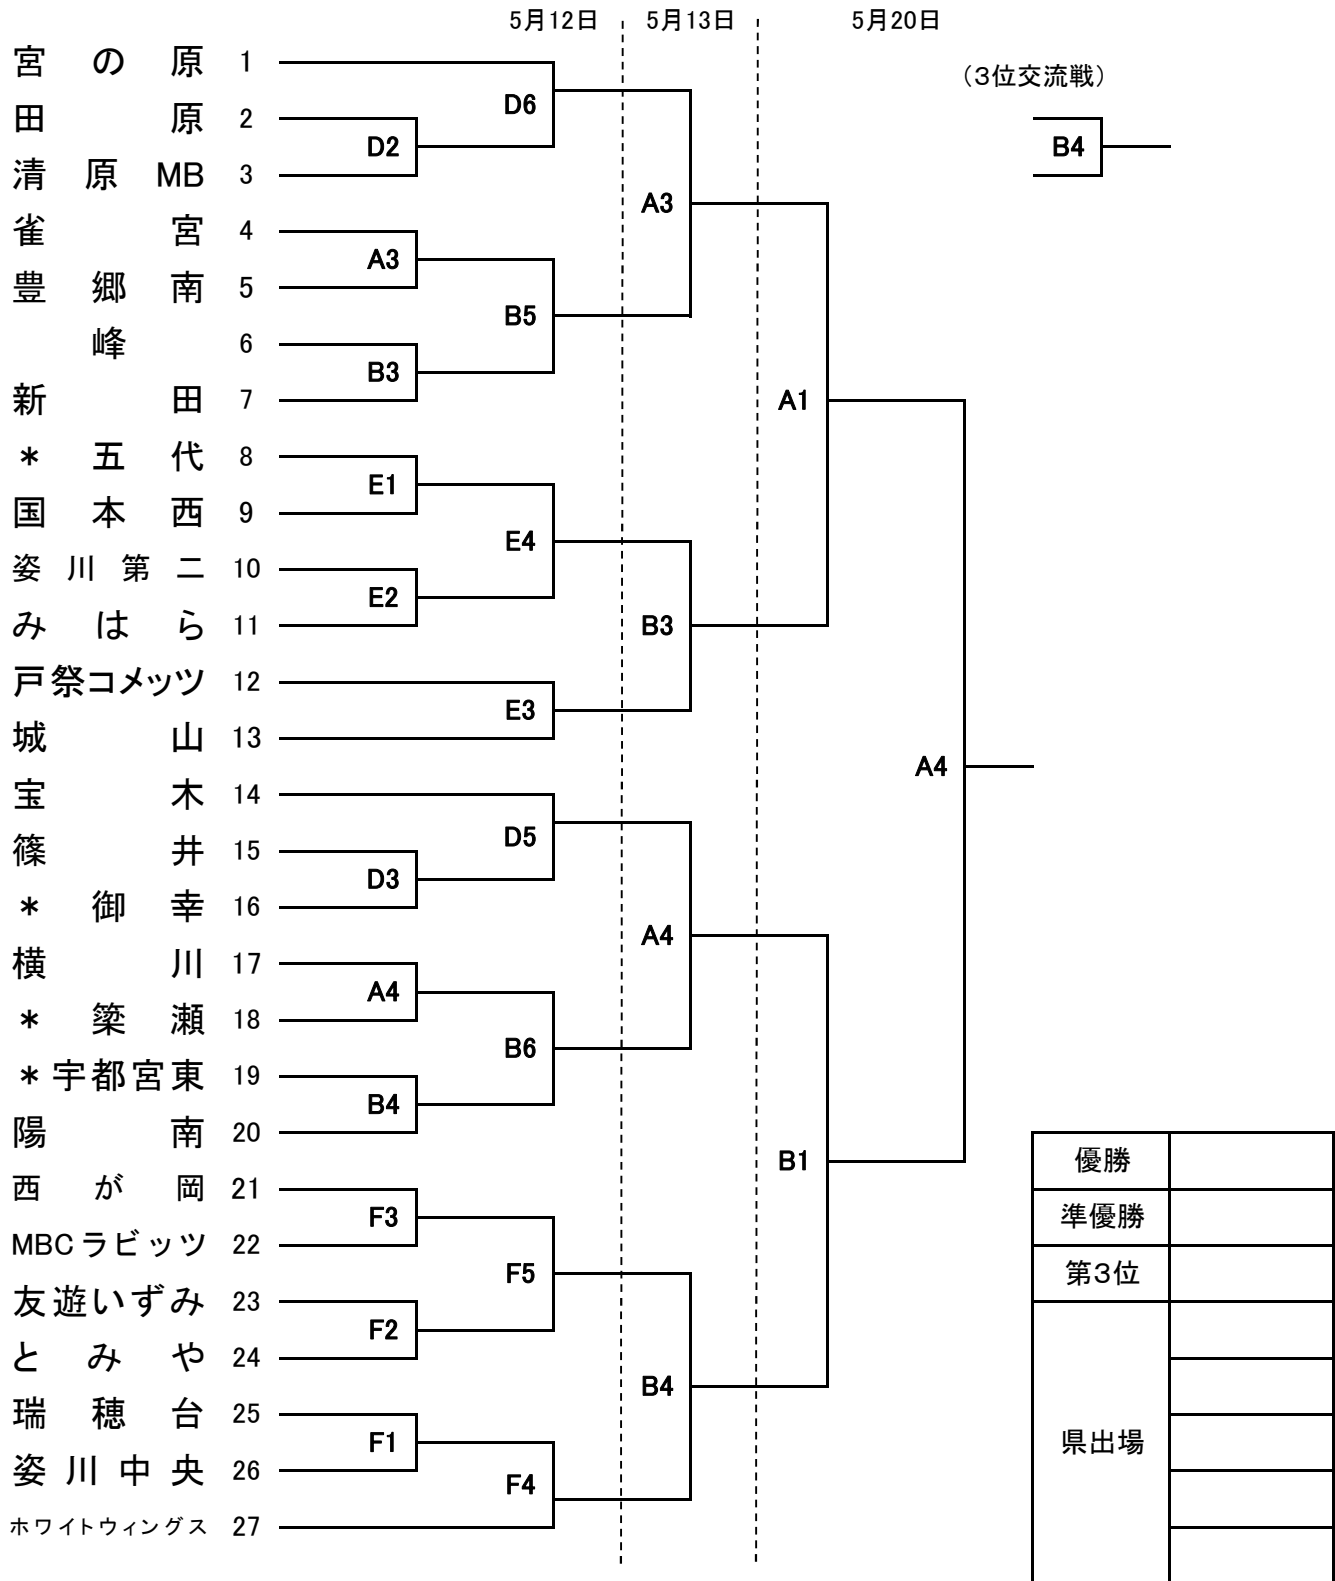 5月12日 5月13日 5月20日
宮の原 1
(3位交流戦)
D6
田原 2
D2 B4
清原MB 3
A3
雀宮 4
A3
豊郷南 5
B5
峰 6
B3
新田 7
A1
*五代 8
E1
国本西 9
E4
姿川第二 10
E2
みはら 11
B3
戸祭コメッツ 12
E3
城山 13
A4
宝木 14
D5
篠井 15
D3
*御幸 16
A4
横川 17
A4
*簗瀬 18
B6
*宇都宮東 19
B4
陽南 20
B1
優勝
西が岡 21
F3
準優勝
MBCラビッツ 22
F5
第3位
友遊いずみ 23
F2
とみや 24
B4
瑞穂台 25
F1
県出場
姿川中央 26
F4
ホワイトウィングス 27